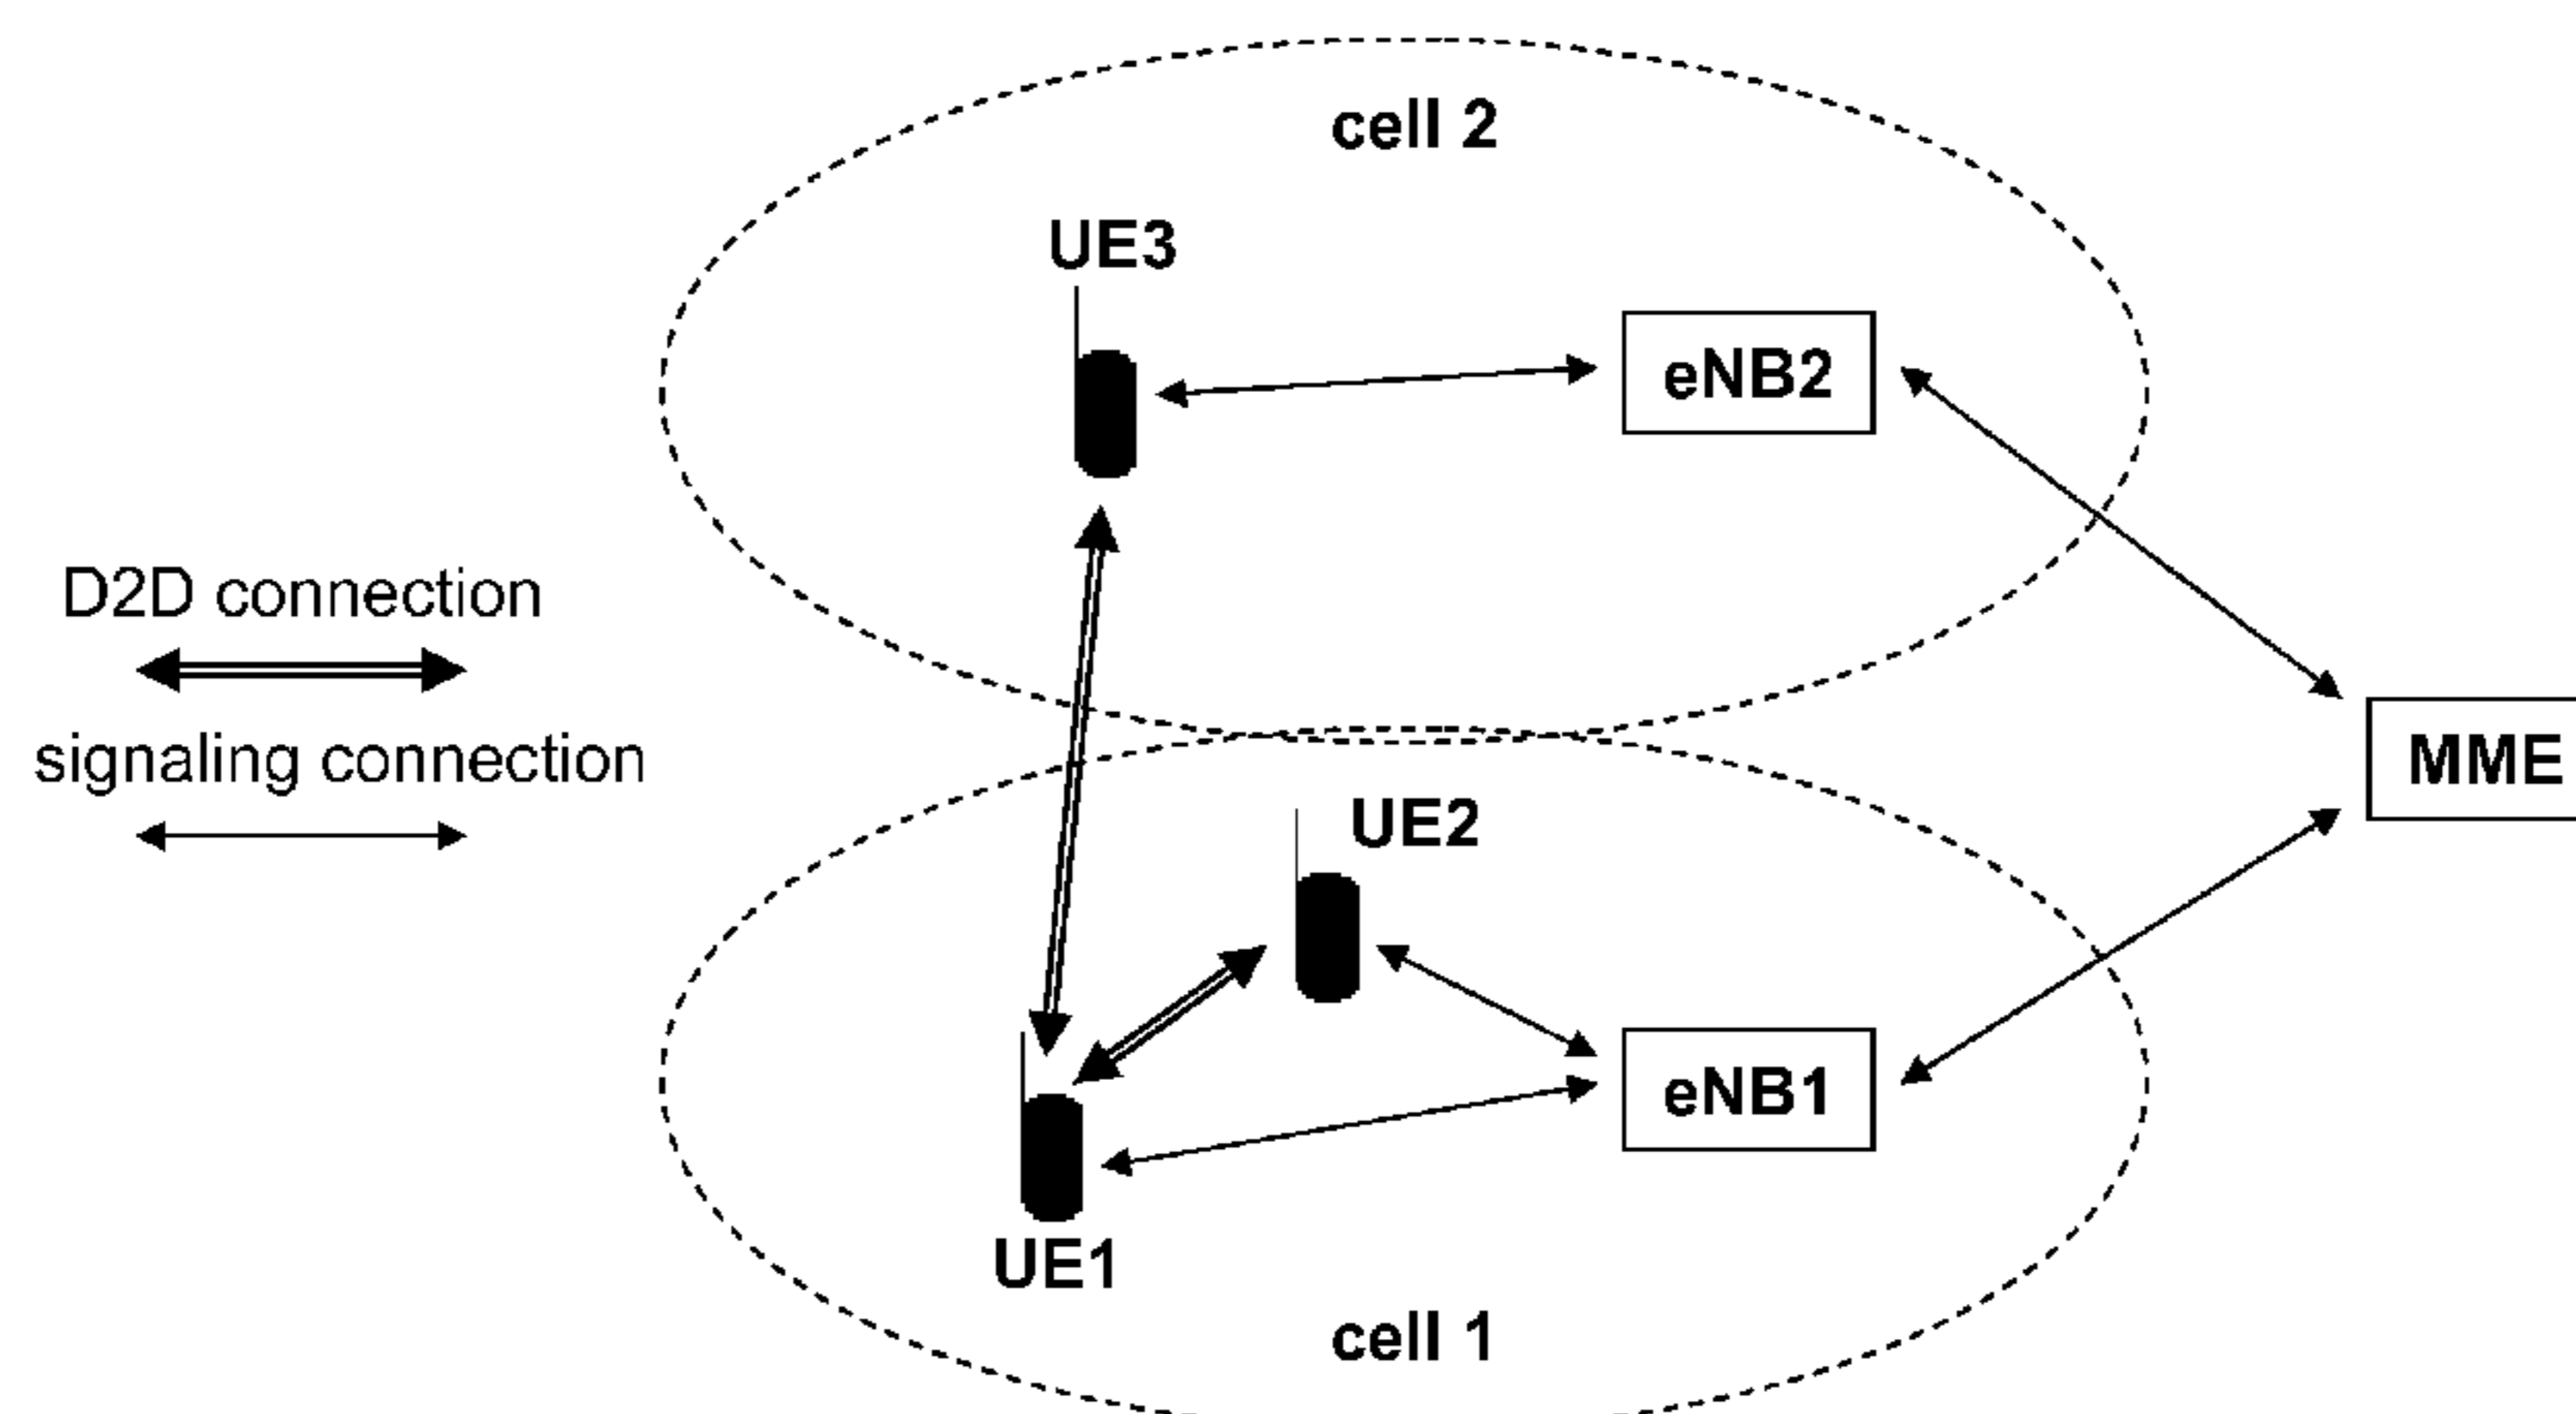 cell 2
UE3
eNB2
D2D connection
signaling connection
MME
UE2
eNB1
UE1
cell 1